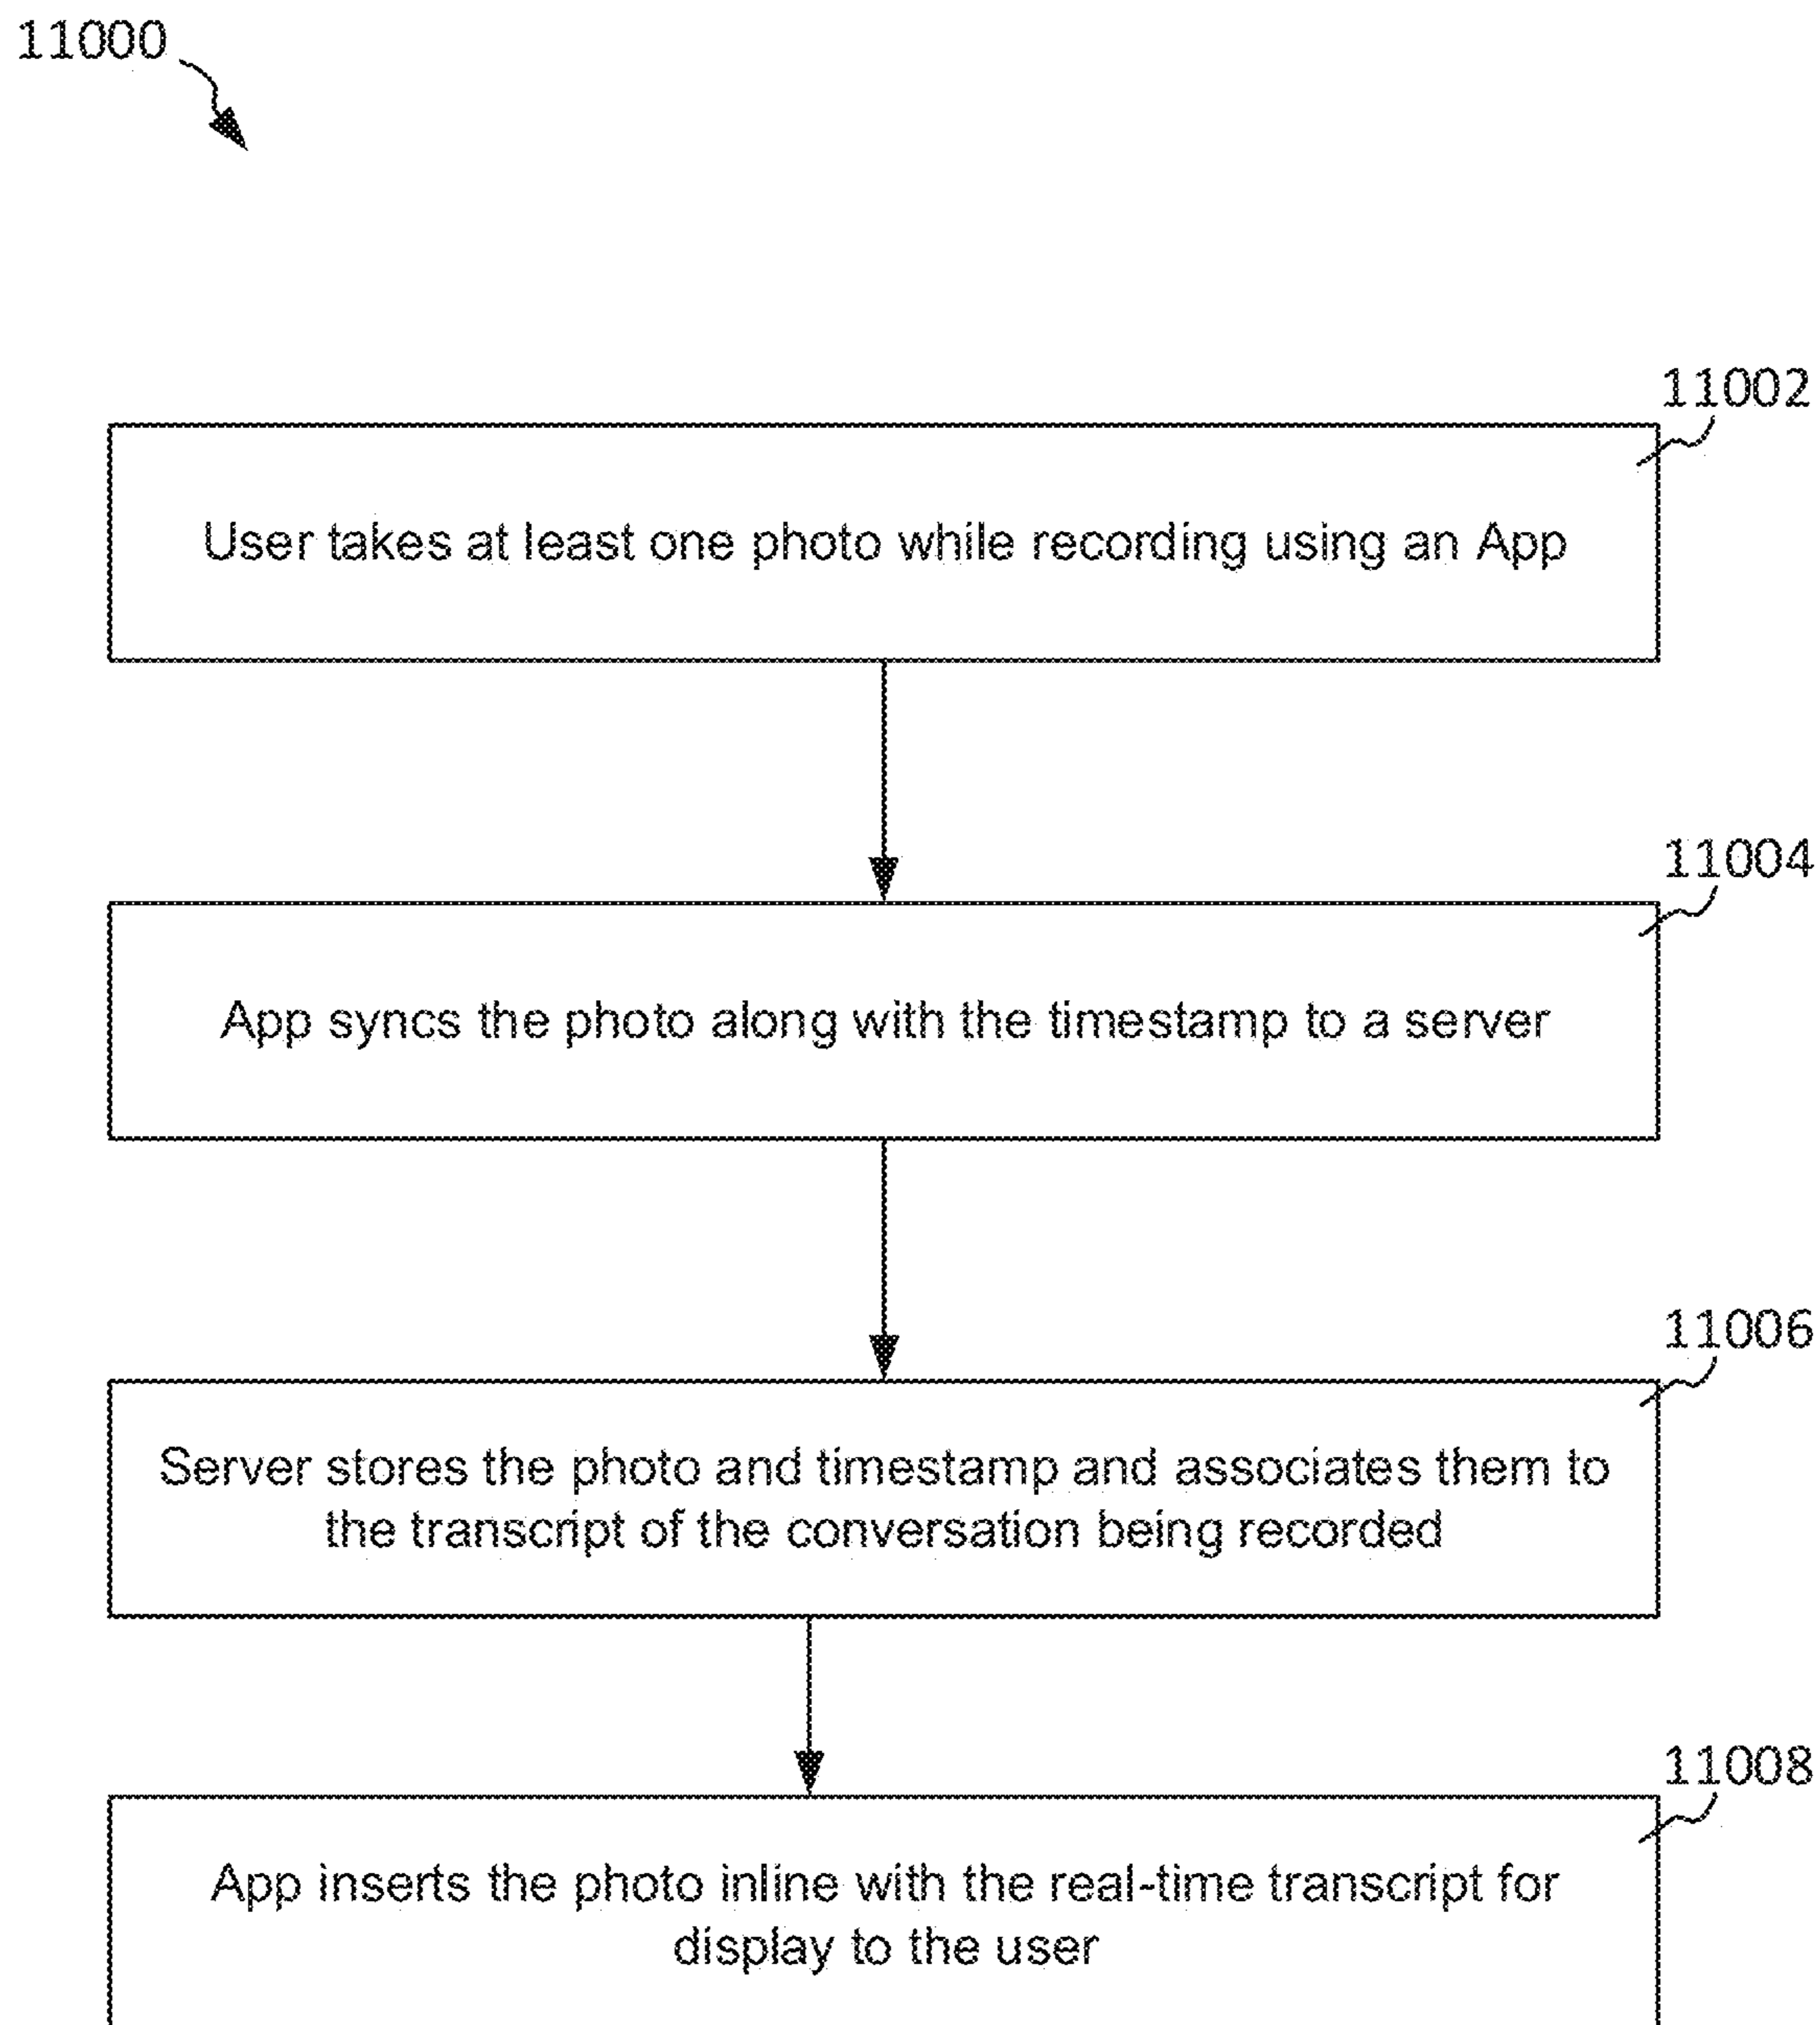 11000
11002
User takes at least one photo while recording using an App
11004
App syncs the photo along with the timestamp to a server
11006
Server stores the photo and timestamp and associates them to
the transcript of the conversation being recorded
11008
App inserts the photo inline with the real-time transcript for
display to the user